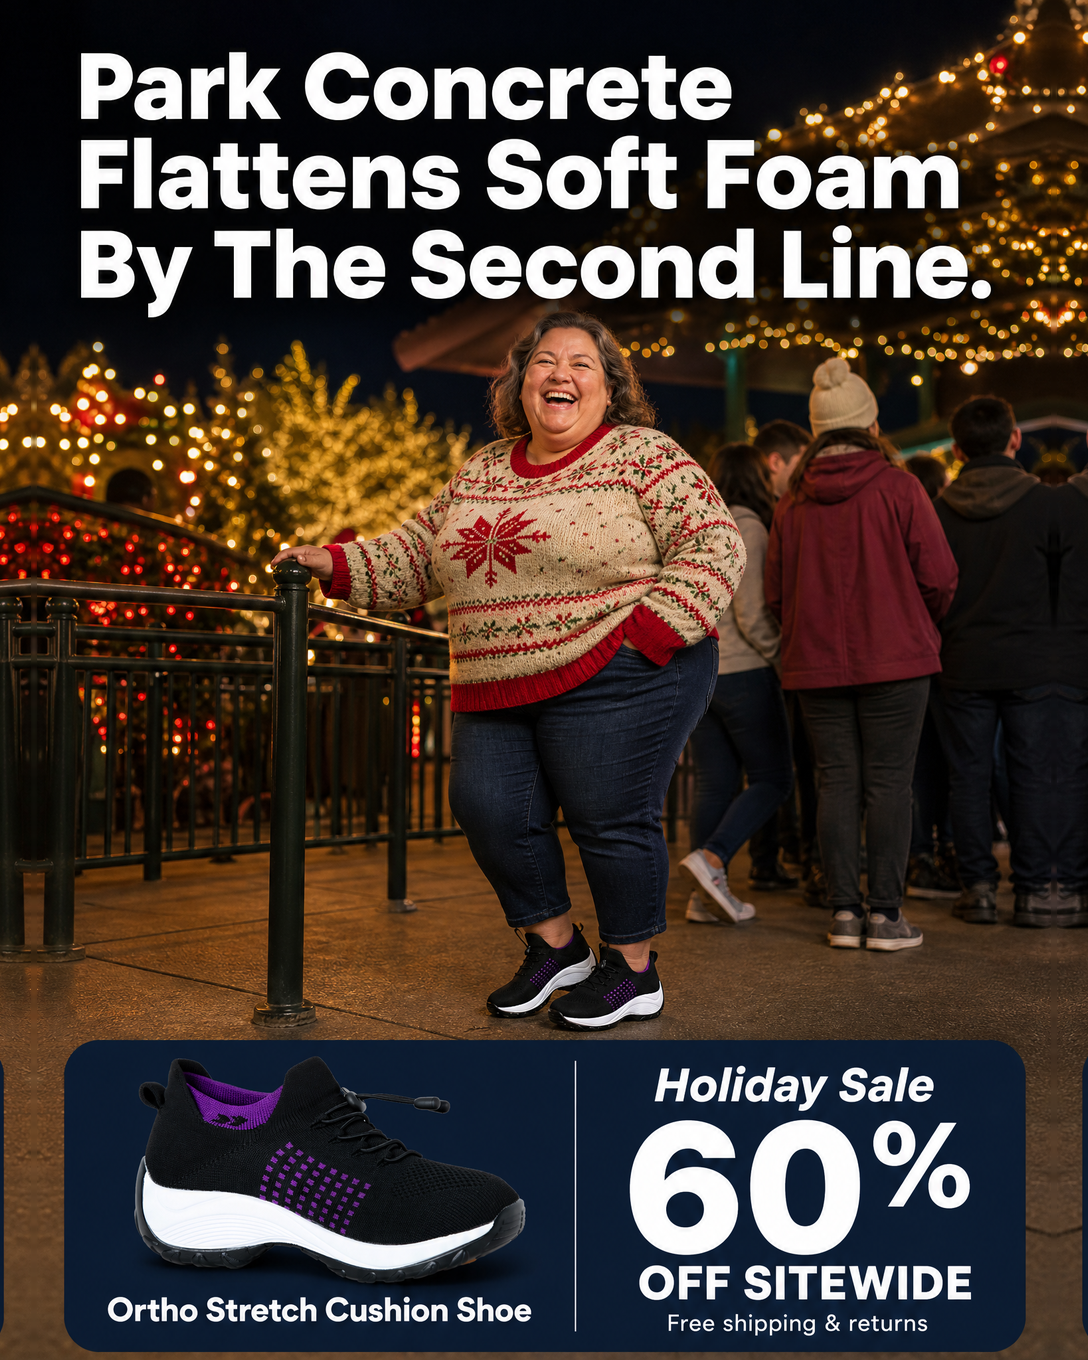 Park Concrete
Flattens Soft Foam
By The Second Line.
Holiday Sale
60%
OFF SITEWIDE
Free shipping & returns
Ortho Stretch Cushion Shoe